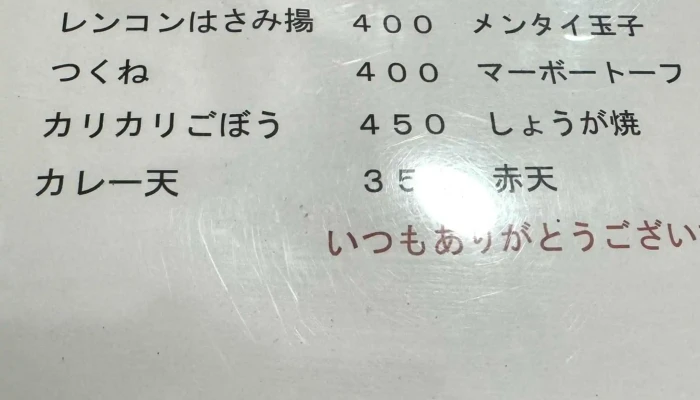 レンコンはさみ揚 400 メンタイ玉子
つくね 400 マーボートーフ
カリカリごぼう 450 しょうが焼
カレー天 35 赤天
いつもありがとうござい